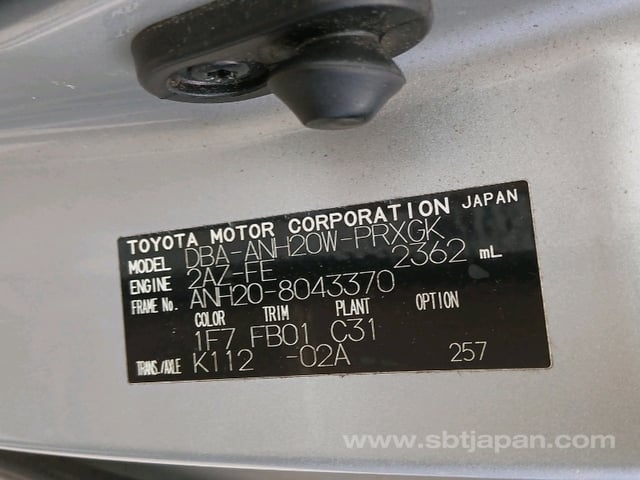 TOYOTA MOTOR CORPORATION JAPAN
MODEL DBA-ANH20W-PRXGK
ENGINE 2AZ-FE 2362 mL
FRAME No. ANH20-8043370
COLOR TRIM PLANT OPTION
1F7 FB01 C31
TRANS./AXLE K112 -02A 257
www.sbtjapan.com